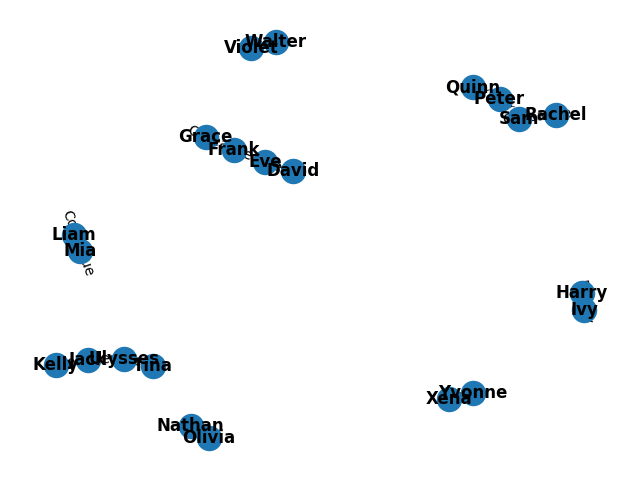 Violet
Walter
Quinn
Peter
Sam
Rachel
Grace
Frank
Eve
David
Liam
Mia
Harry
Ivy
Kelly
Jack
Ulysses
Tina
Xena
Yvonne
Nathan
Olivia